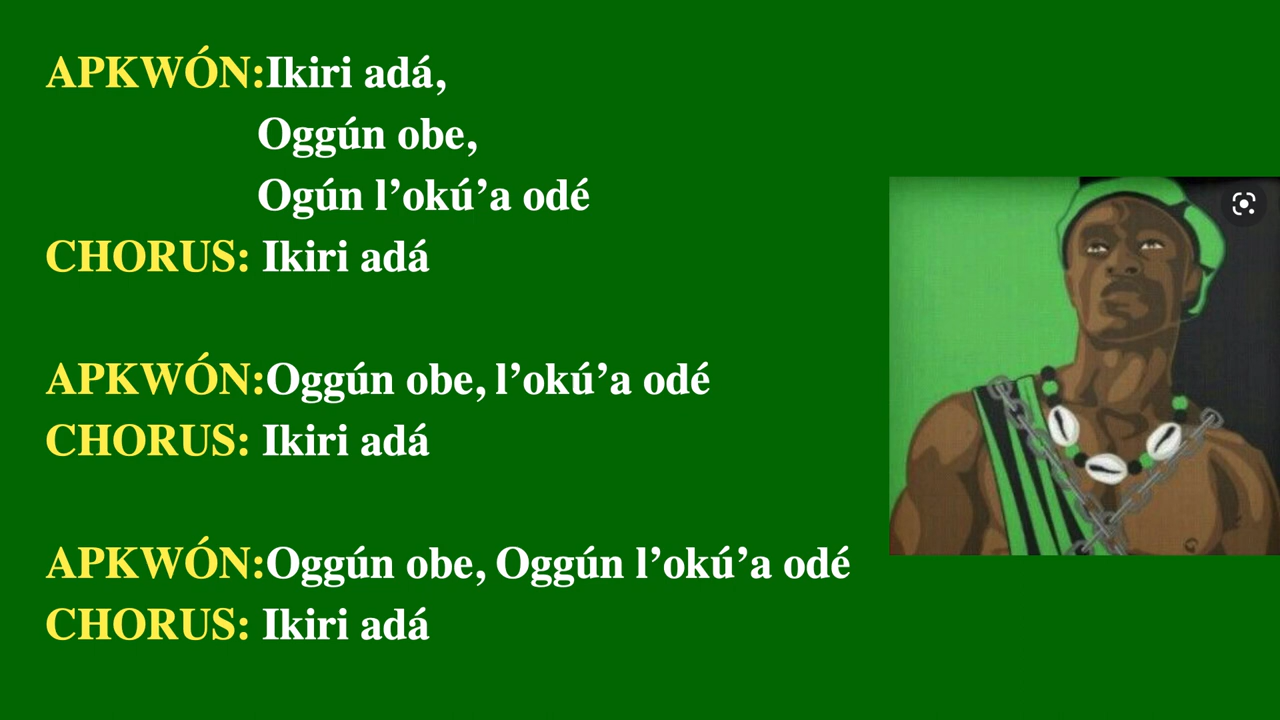 APKWÓN:Ikiri adá,
Oggún obe,
Ogún l’okú’a odé
CHORUS: Ikiri adá
APKWÓN:Oggún obe, l’okú’a odé
CHORUS: Ikiri adá
APKWÓN:Oggún obe, Oggún l’okú’a odé
CHORUS: Ikiri adá